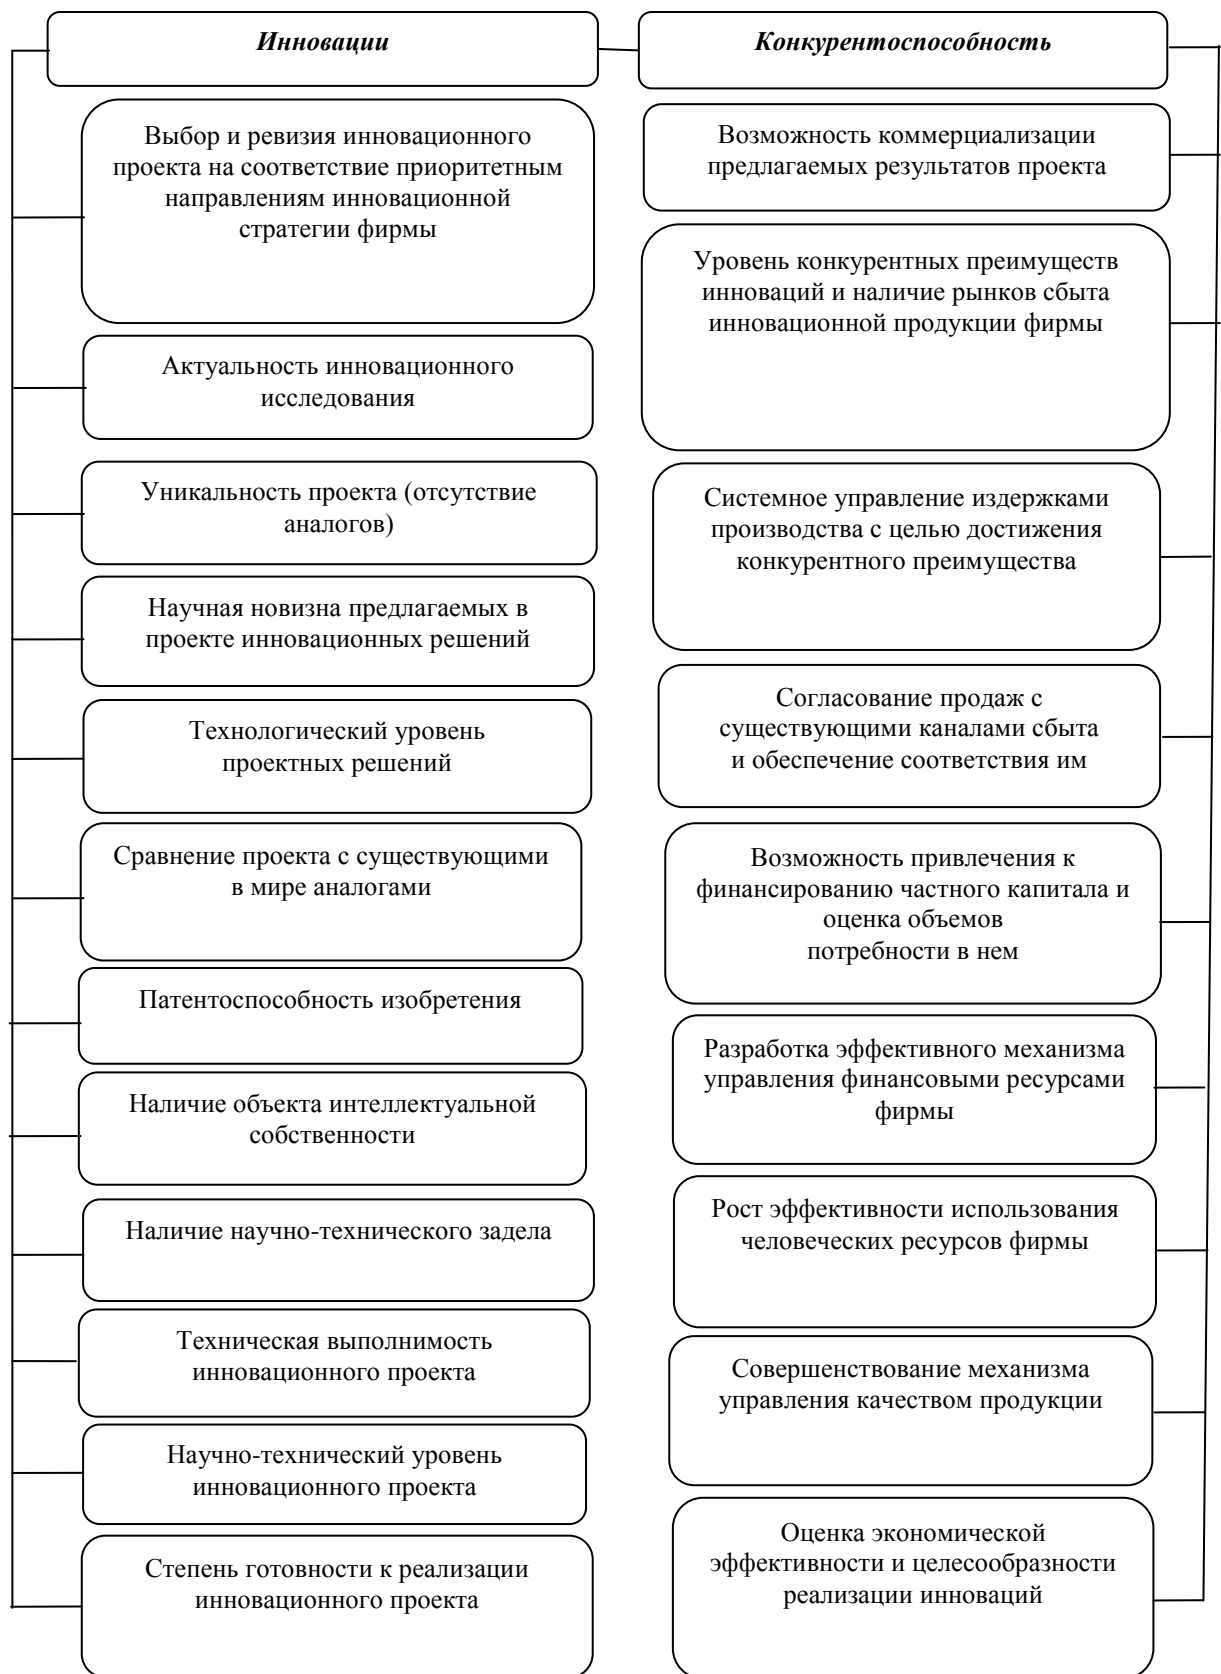 Инновации
Выбор и ревизия инновационного
проекта на соответствие приоритетным
направлениям инновационной
стратегии фирмы
Актуальность инновационного
исследования
Уникальность проекта (отсутствие
аналогов)
Научная новизна предлагаемых в
проекте инновационных решений
Технологический уровень
проектных решений
Сравнение проекта с существующими
в мире аналогами
Патентоспособность изобретения
Наличие объекта интеллектуальной
собственности
Наличие научно-технического задела
Техническая выполнимость
инновационного проекта
Научно-технический уровень
инновационного проекта
Степень готовности к реализации
инновационного проекта
Конкурентоспособность
Возможность коммерциализации
предлагаемых результатов проекта
Уровень конкурентных преимуществ
инноваций и наличие рынков сбыта
инновационной продукции фирмы
Системное управление издержками
производства с целью достижения
конкурентного преимущества
Согласование продаж с
существующими каналами сбыта
и обеспечение соответствия им
Возможность привлечения к
финансированию частного капитала и
оценка объемов
потребности в нем
Разработка эффективного механизма
управления финансовыми ресурсами
фирмы
Рост эффективности использования
человеческих ресурсов фирмы
Совершенствование механизма
управления качеством продукции
Оценка экономической
эффективности и целесообразности
реализации инноваций